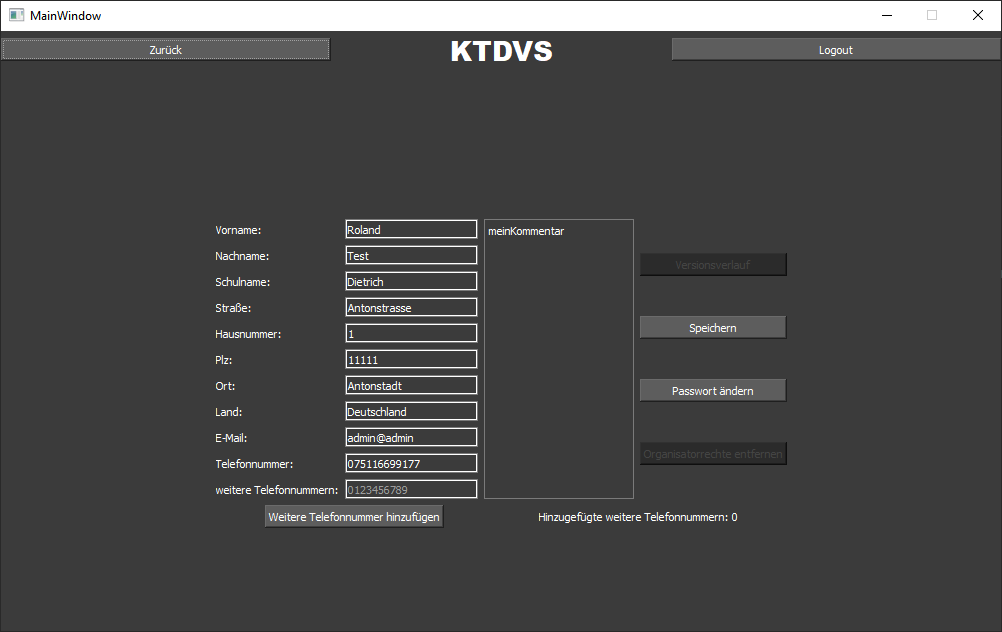 MainWindow
Zurück
KTDVS
Logout
Vorname: Roland
meinKommentar
Nachname: Test
Versionsverlauf
Schulname: Dietrich
Straße: Antonstrasse
Speichern
Hausnummer: 1
Plz: 11111
Ort: Antonstadt
Passwort ändern
Land: Deutschland
E-Mail: admin@admin
Organisatorrechte entfernen
Telefonnummer: 075116699177
weitere Telefonnummern: 0123456789
Weitere Telefonnummer hinzufügen
Hinzugefügte weitere Telefonnummern: 0